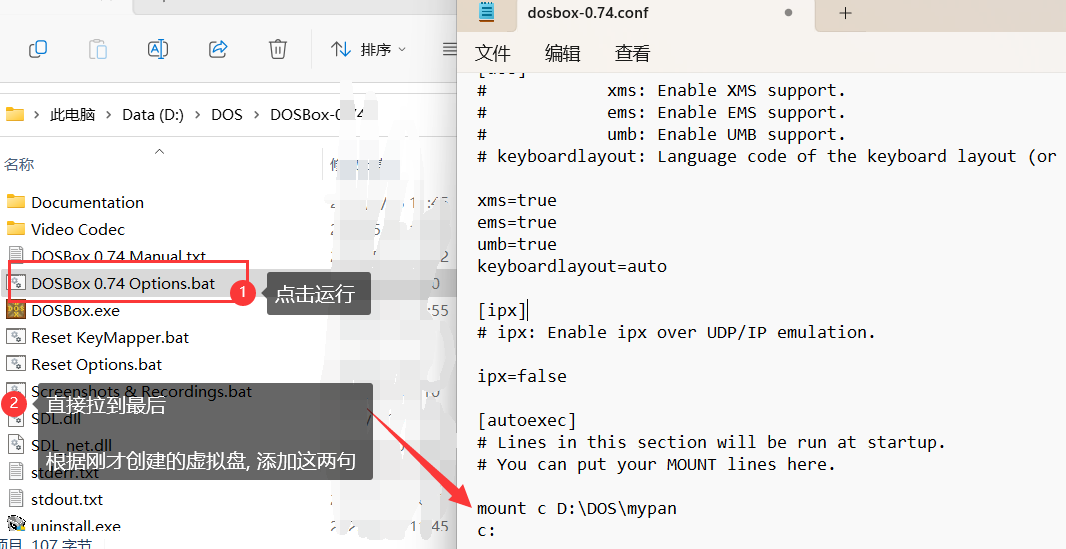 dosbox-0.74.conf
文件 编辑 查看
排序
此电脑 > Data (D:) > DOS > DOSBox-0.74
名称
Documentation
Video Codec
DOSBox 0.74 Manual.txt
DOSBox 0.74 Options.bat
1
点击运行
DOSBox.exe
Reset KeyMapper.bat
Reset Options.bat
Screenshots & Recordings.bat
2
直接拉到最后
SDL.dll
根据刚才创建的虚拟盘, 添加这两句
SDL_net.dll
stderr.txt
stdout.txt
uninstall.exe
项目 107 字节
# xms: Enable XMS support.
# ems: Enable EMS support.
# umb: Enable UMB support.
# keyboardlayout: Language code of the keyboard layout (or
xms=true
ems=true
umb=true
keyboardlayout=auto
[ipx]
# ipx: Enable ipx over UDP/IP emulation.
ipx=false
[autoexec]
# Lines in this section will be run at startup.
# You can put your MOUNT lines here.
mount c D:\DOS\mypan
c: